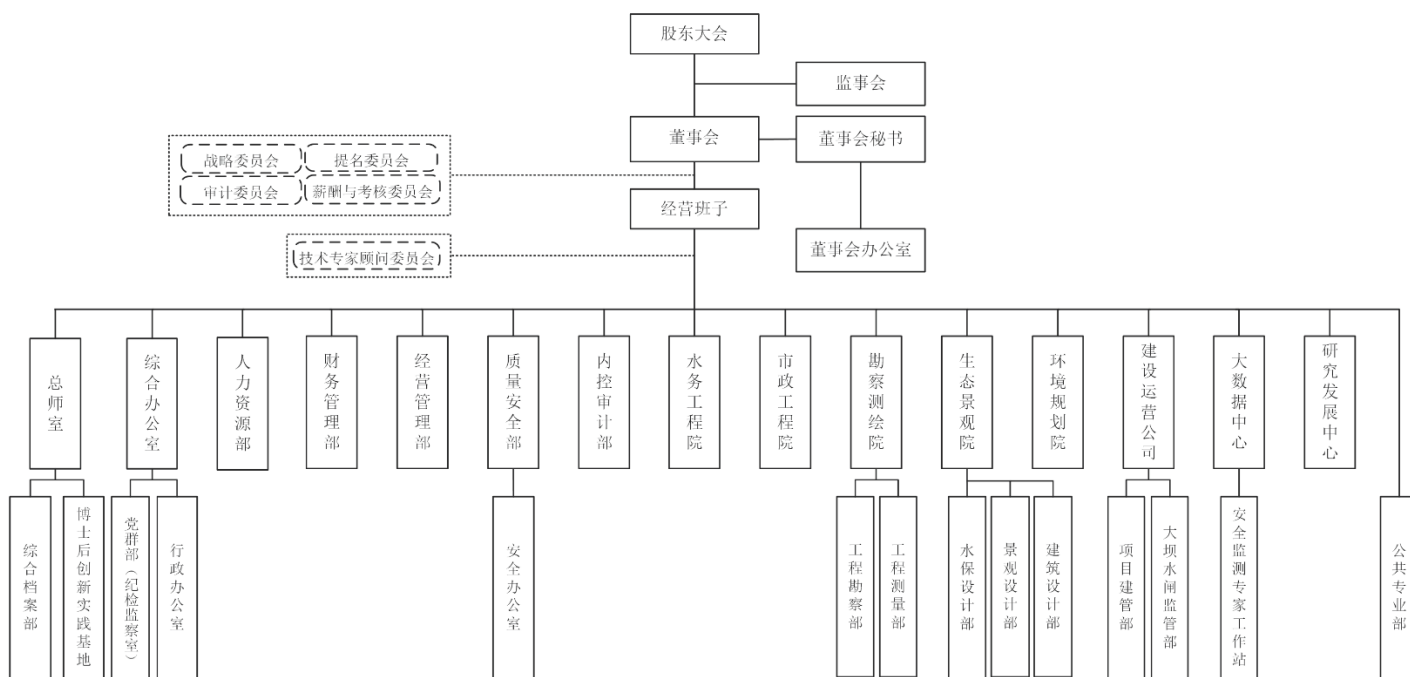 股东大会
监事会
董事会
董事会秘书
战略委员会
提名委员会
审计委员会
薪酬与考核委员会
经营班子
董事会办公室
技术专家顾问委员会
总师室
综合办公室
人力资源部
财务管理部
经营管理部
质量安全部
内控审计部
水务工程院
市政工程院
勘察测绘院
生态景观院
环境规划院
建设运营公司
大数据中心
研究发展中心
综合档案部
博士后创新实践基地
党群部（纪检监察室）
行政办公室
安全办公室
工程勘察部
工程测量部
水保设计部
景观设计部
建筑设计部
项目建管部
大坝水闸监管部
安全监测专家工作站
公共专业部